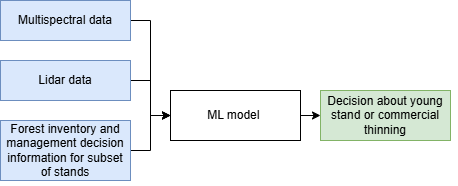 Multispectral data
Lidar data
Forest inventory and
management decision
information for subset
of stands
ML model
Decision about young
stand or commercial
thinning